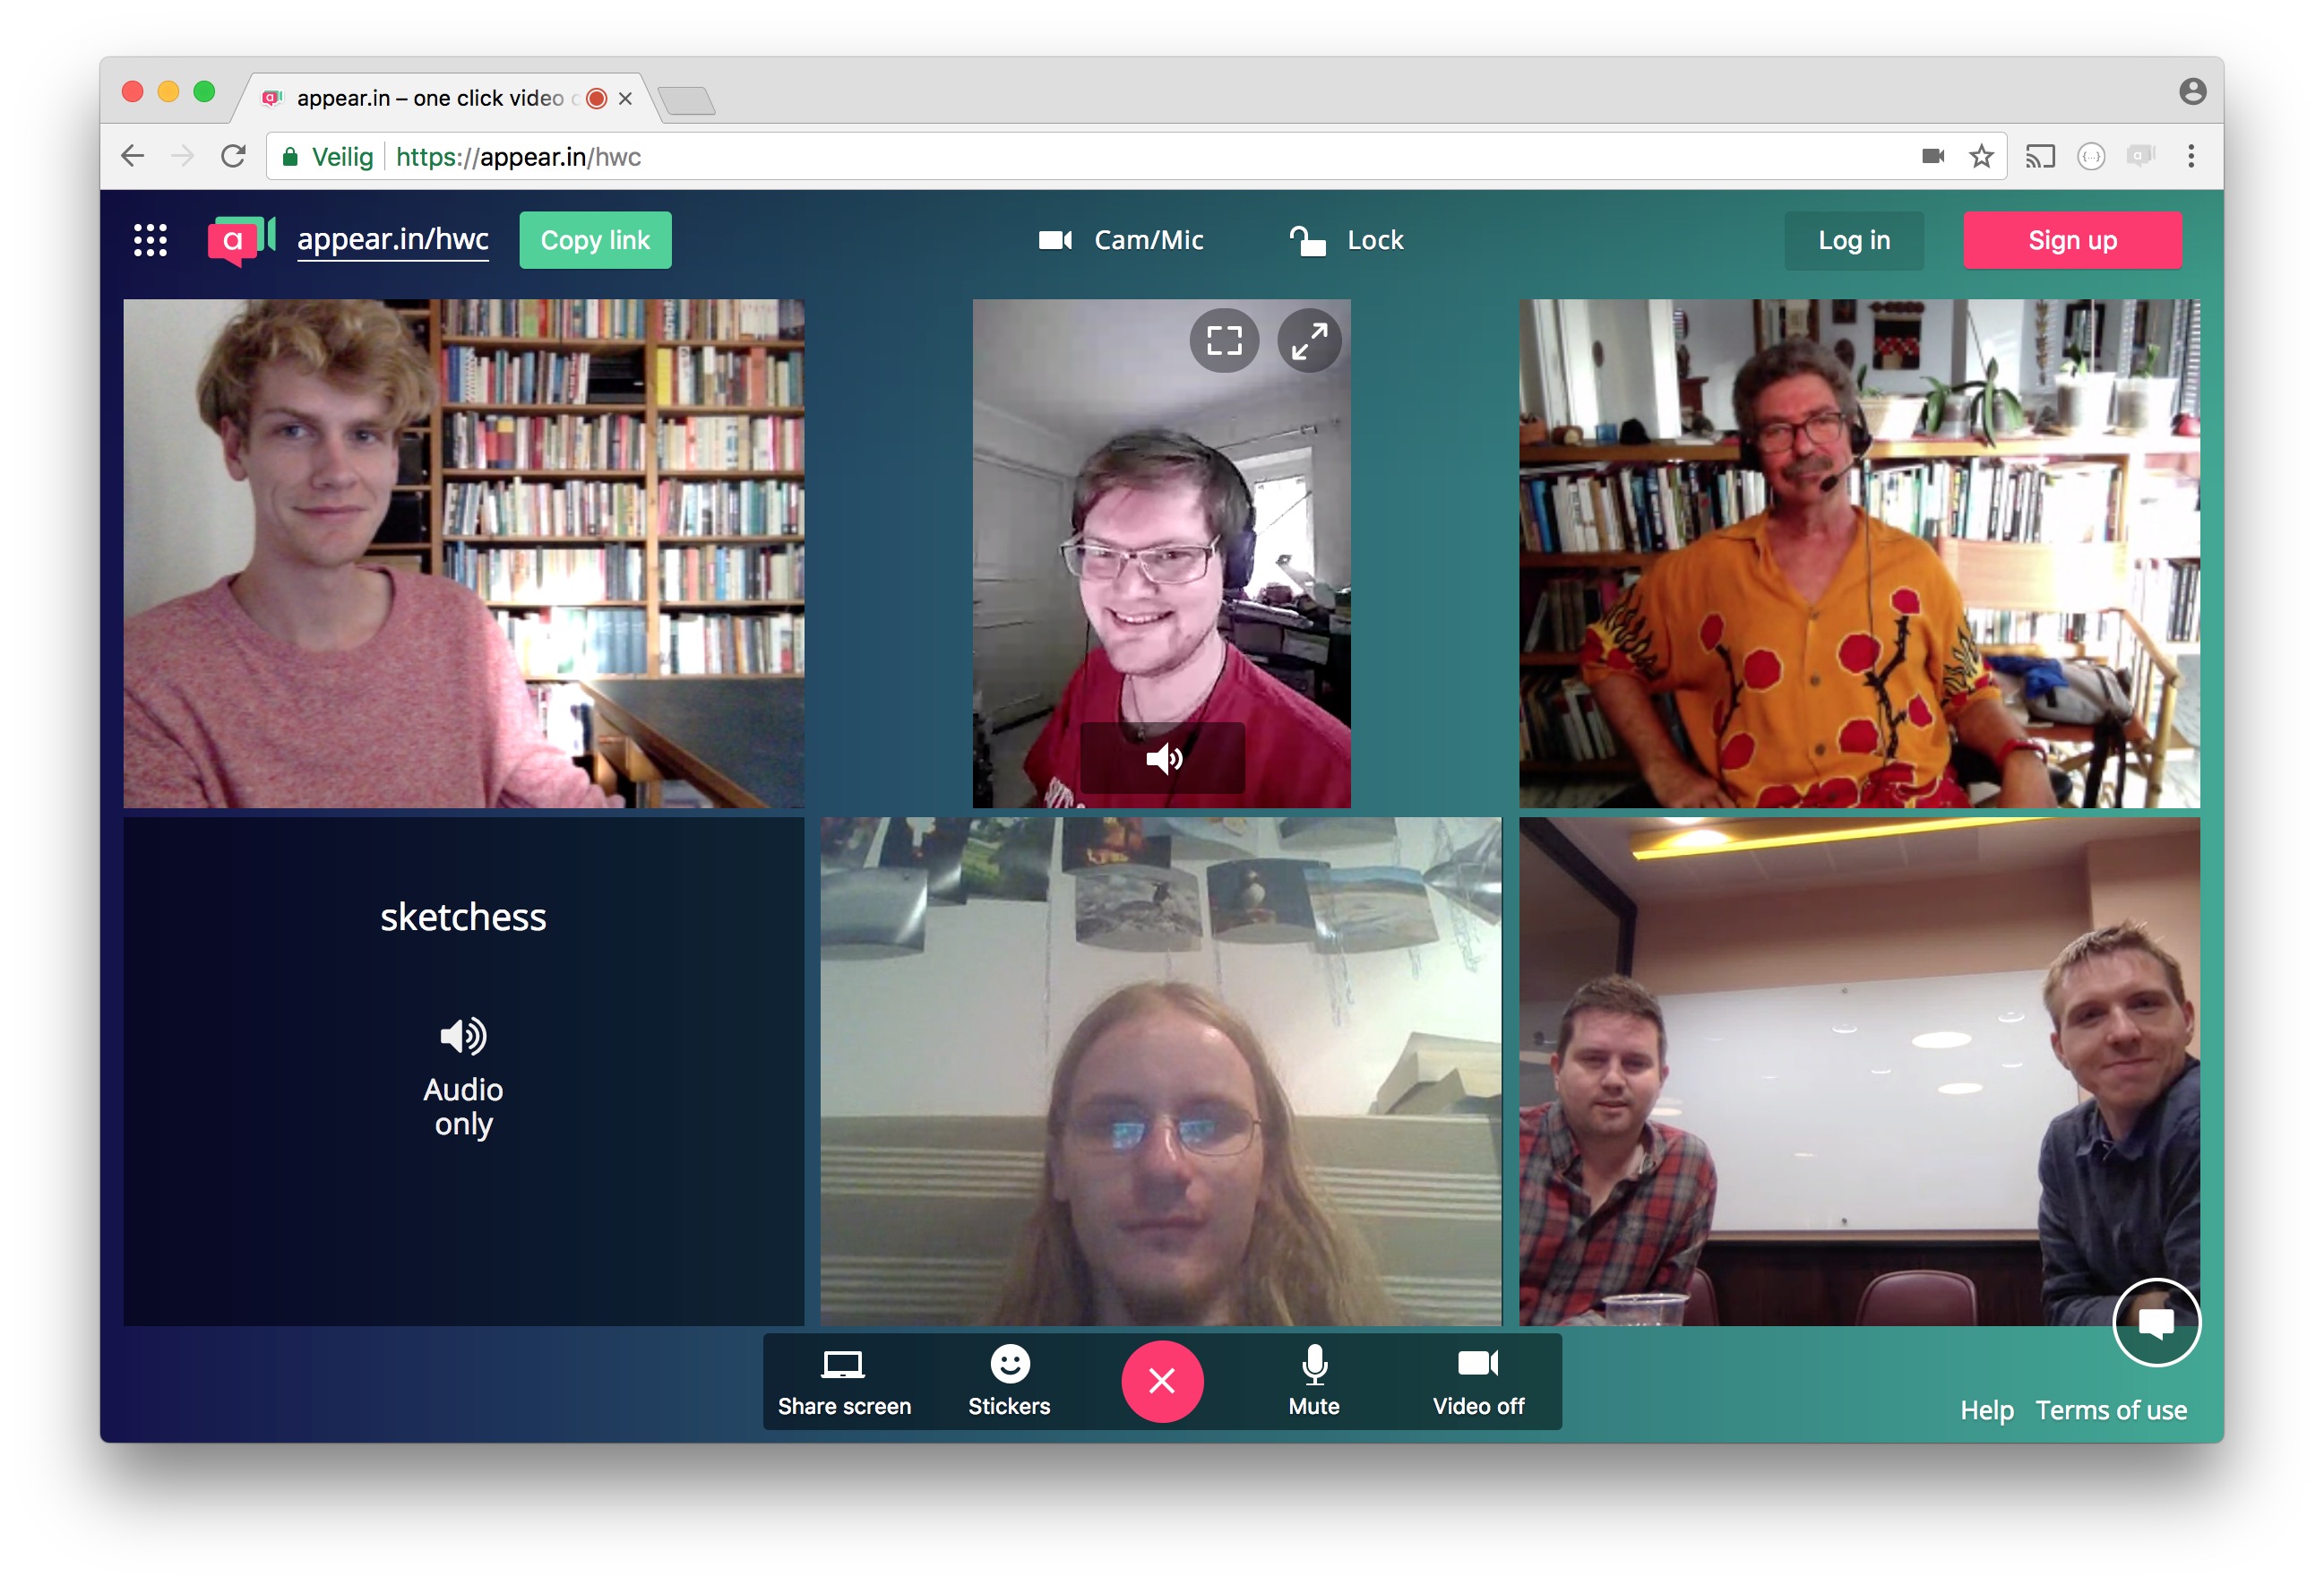 appear.in – one click video
Veilig https://appear.in/hwc
a appear.in/hwc Copy link Cam/Mic Lock Log in Sign up
sketchess
Audio
only
Share screen Stickers Mute Video off
Help Terms of use